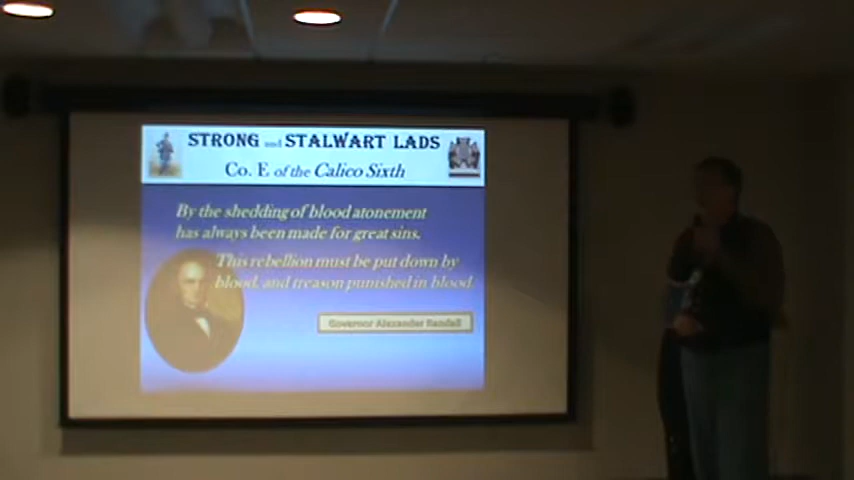 STRONG and STALWART LADS
Co. E of the Calico Sixth
By the shedding of blood atonement
has always been made for great sins.
This rebellion must be put down by
blood, and treason punished in blood
Governor Alexander Randall